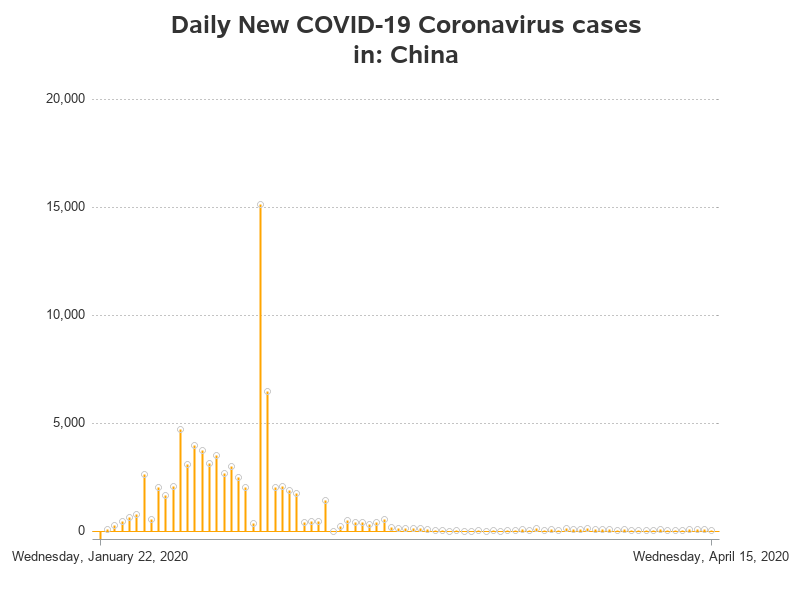 Daily New COVID-19 Coronavirus cases
in: China
20,000
15,000
10,000
5,000
0
Wednesday, January 22, 2020 Wednesday, April 15, 2020